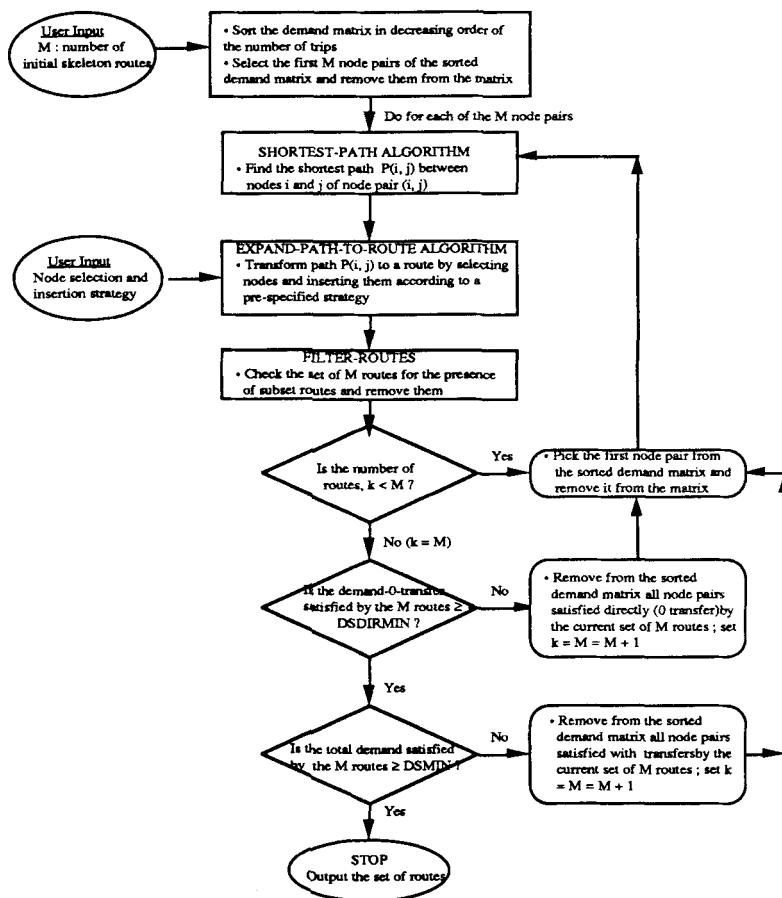 User Input
M : number of
initial skeleton routes
• Sort the demand matrix in decreasing order
of the number of trips
• Select the first M node pairs of the sorted
demand matrix and remove them from the matrix
Do for each of the M node pairs
SHORTEST-PATH ALGORITHM
• Find the shortest path P(i, j) between
nodes i and j of node pair (i, j)
User Input
Node selection and
insertion strategy
EXPAND-PATH-TO-ROUTE ALGORITHM
• Transform path P(i, j) to a route by selecting
nodes and inserting them according to a
pre-specified strategy
FILTER-ROUTES
• Check the set of M routes for the presence
of subset routes and remove them
Is the number of
routes, k < M ?
Yes
• Pick the first node pair from
the sorted demand matrix and
remove it from the matrix
No (k = M)
Is the demand-0-transfer
satisfied by the M routes ≥
DSDIRMIN ?
No
• Remove from the sorted
demand matrix all node pairs
satisfied directly (0 transfer)by
the current set of M routes ; set
k = M = M + 1
Yes
Is the total demand satisfied
by the M routes ≥ DSMIN ?
No
• Remove from the sorted
demand matrix all node pairs
satisfied with transfersby the
current set of M routes ; set k
= M = M + 1
Yes
STOP
Output the set of routes